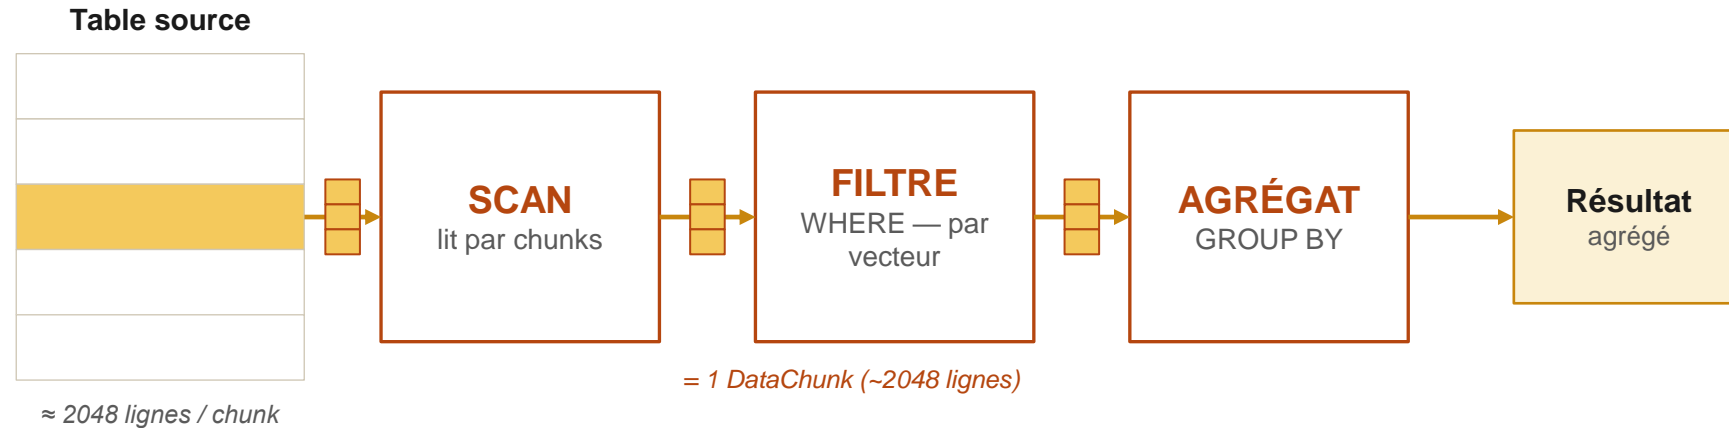 Table source
SCAN
lit par chunks
FILTRE
WHERE — par
vecteur
AGRÉGAT
GROUP BY
Résultat
agrégé
= 1 DataChunk (~2048 lignes)
≈ 2048 lignes / chunk